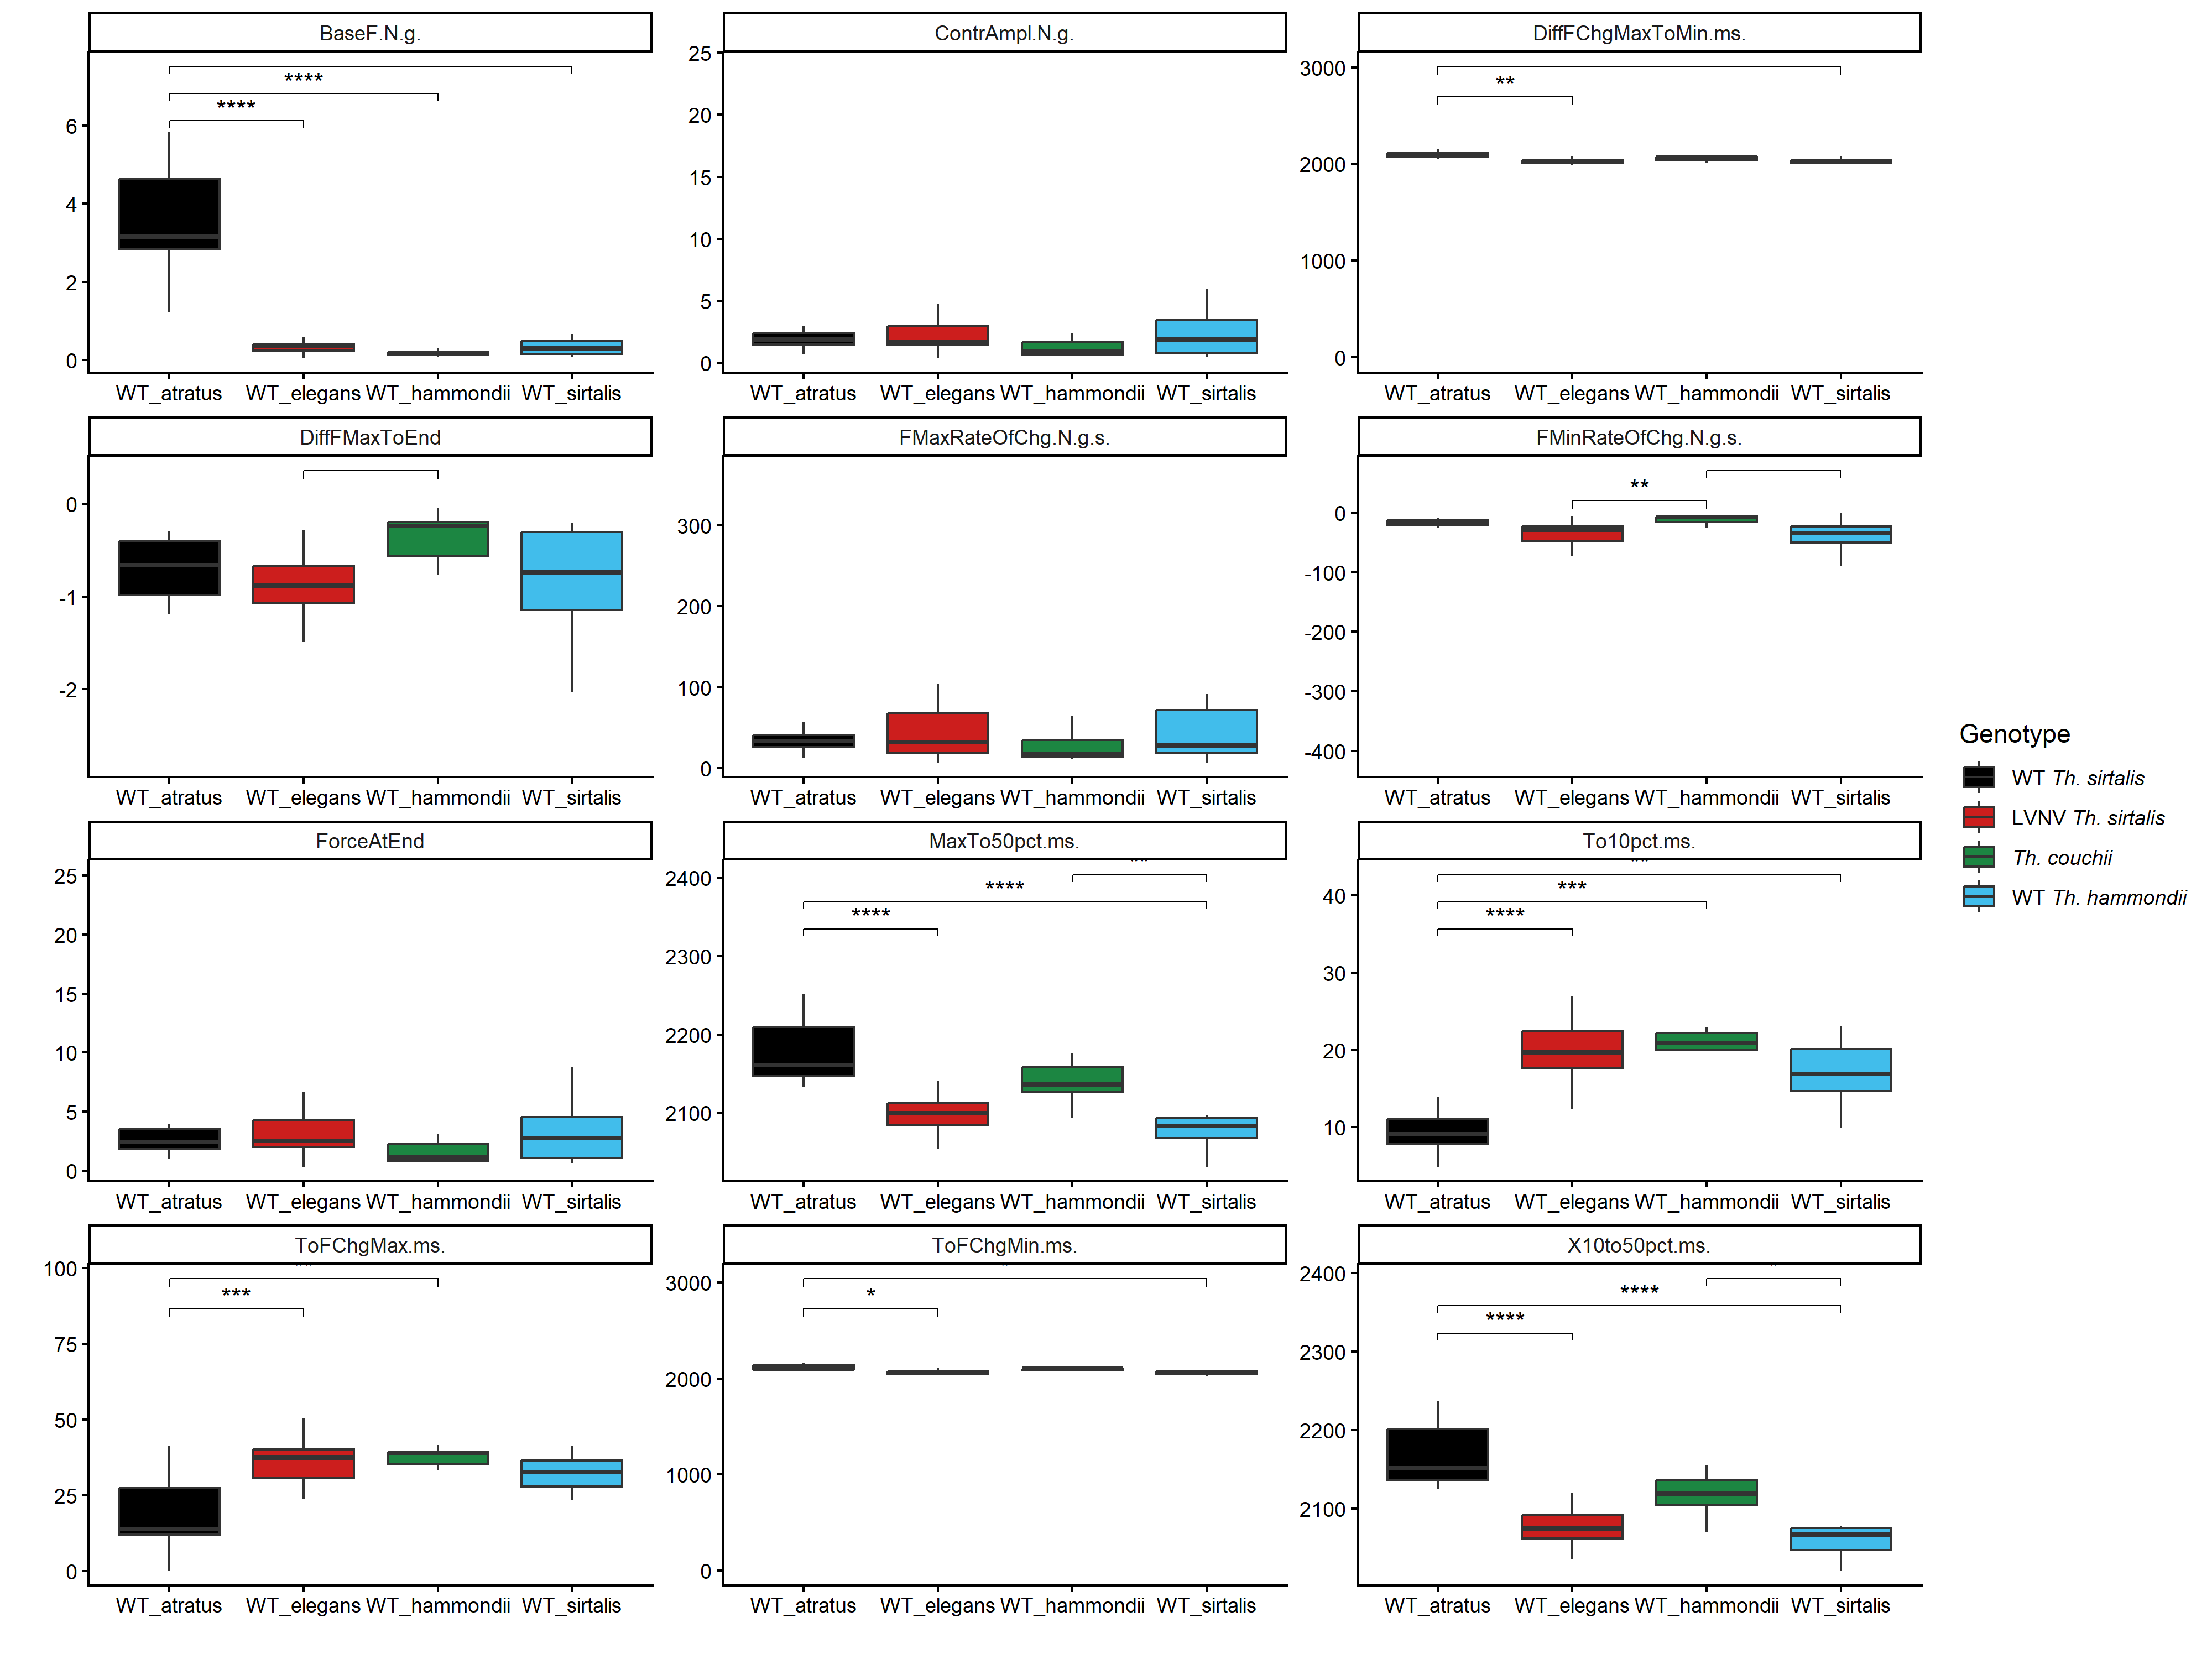 BaseF.N.g.
ContrAmpl.N.g.
DiffFChgMaxToMin.ms.
****
****
6
4
2
0
WT_atratus WT_elegans WT_hammondii WT_sirtalis
25
20
15
10
5
0
WT_atratus WT_elegans WT_hammondii WT_sirtalis
**
3000
2000
1000
0
WT_atratus WT_elegans WT_hammondii WT_sirtalis
DiffFMaxToEnd
FMaxRateOfChg.N.g.s.
FMinRateOfChg.N.g.s.
0
-1
-2
WT_atratus WT_elegans WT_hammondii WT_sirtalis
300
200
100
0
WT_atratus WT_elegans WT_hammondii WT_sirtalis
**
0
-100
-200
-300
-400
WT_atratus WT_elegans WT_hammondii WT_sirtalis
Genotype
WT Th. sirtalis
LVNV Th. sirtalis
Th. couchii
WT Th. hammondii
ForceAtEnd
MaxTo50pct.ms.
To10pct.ms.
25
20
15
10
5
0
WT_atratus WT_elegans WT_hammondii WT_sirtalis
****
****
2400
2300
2200
2100
WT_atratus WT_elegans WT_hammondii WT_sirtalis
***
****
40
30
20
10
WT_atratus WT_elegans WT_hammondii WT_sirtalis
ToFChgMax.ms.
ToFChgMin.ms.
X10to50pct.ms.
***
100
75
50
25
0
WT_atratus WT_elegans WT_hammondii WT_sirtalis
*
3000
2000
1000
0
WT_atratus WT_elegans WT_hammondii WT_sirtalis
****
****
2400
2300
2200
2100
WT_atratus WT_elegans WT_hammondii WT_sirtalis